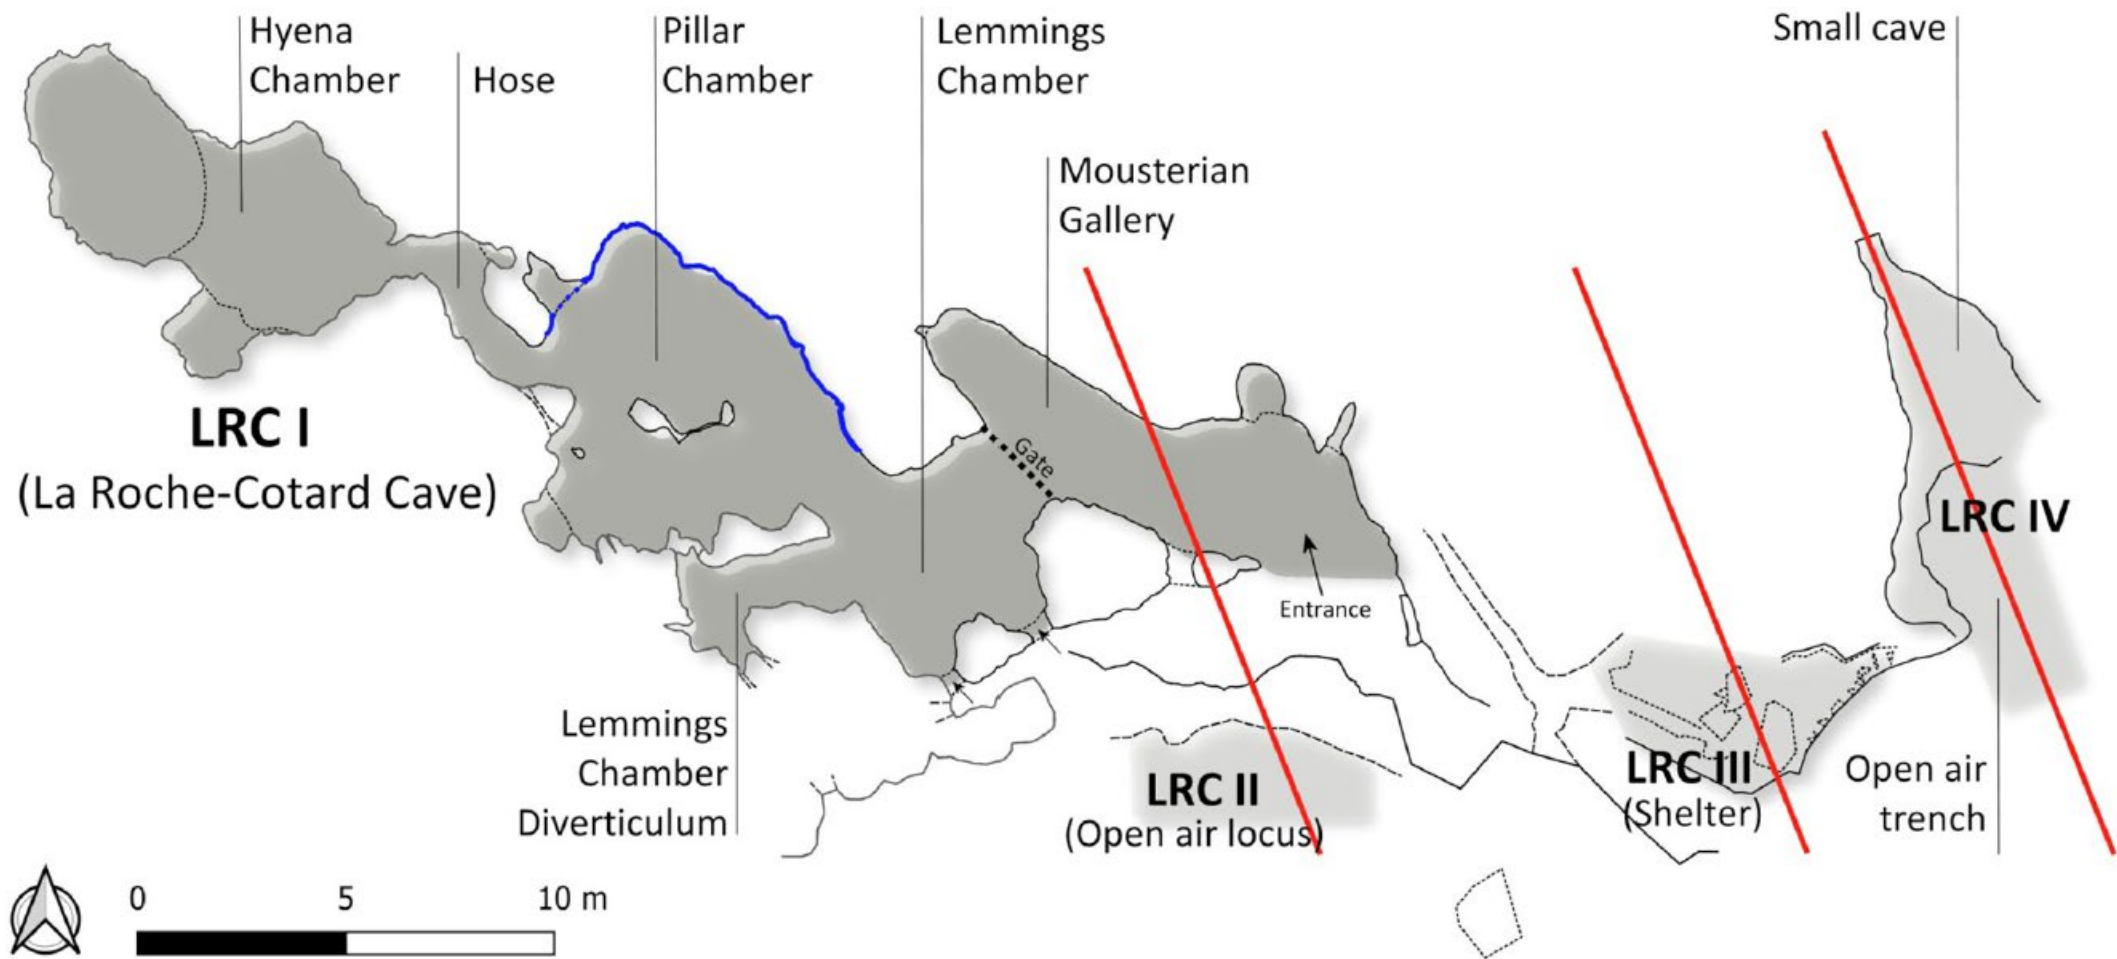 Hyena
Chamber
Hose
Pillar
Chamber
Lemmings
Chamber
Small cave
Mousterian
Gallery
LRC I
(La Roche-Cotard Cave)
Gate
Entrance
LRC IV
Lemmings
Chamber
Diverticulum
LRC II
(Open air locus)
LRC III
(Shelter)
Open air
trench
0 5 10 m